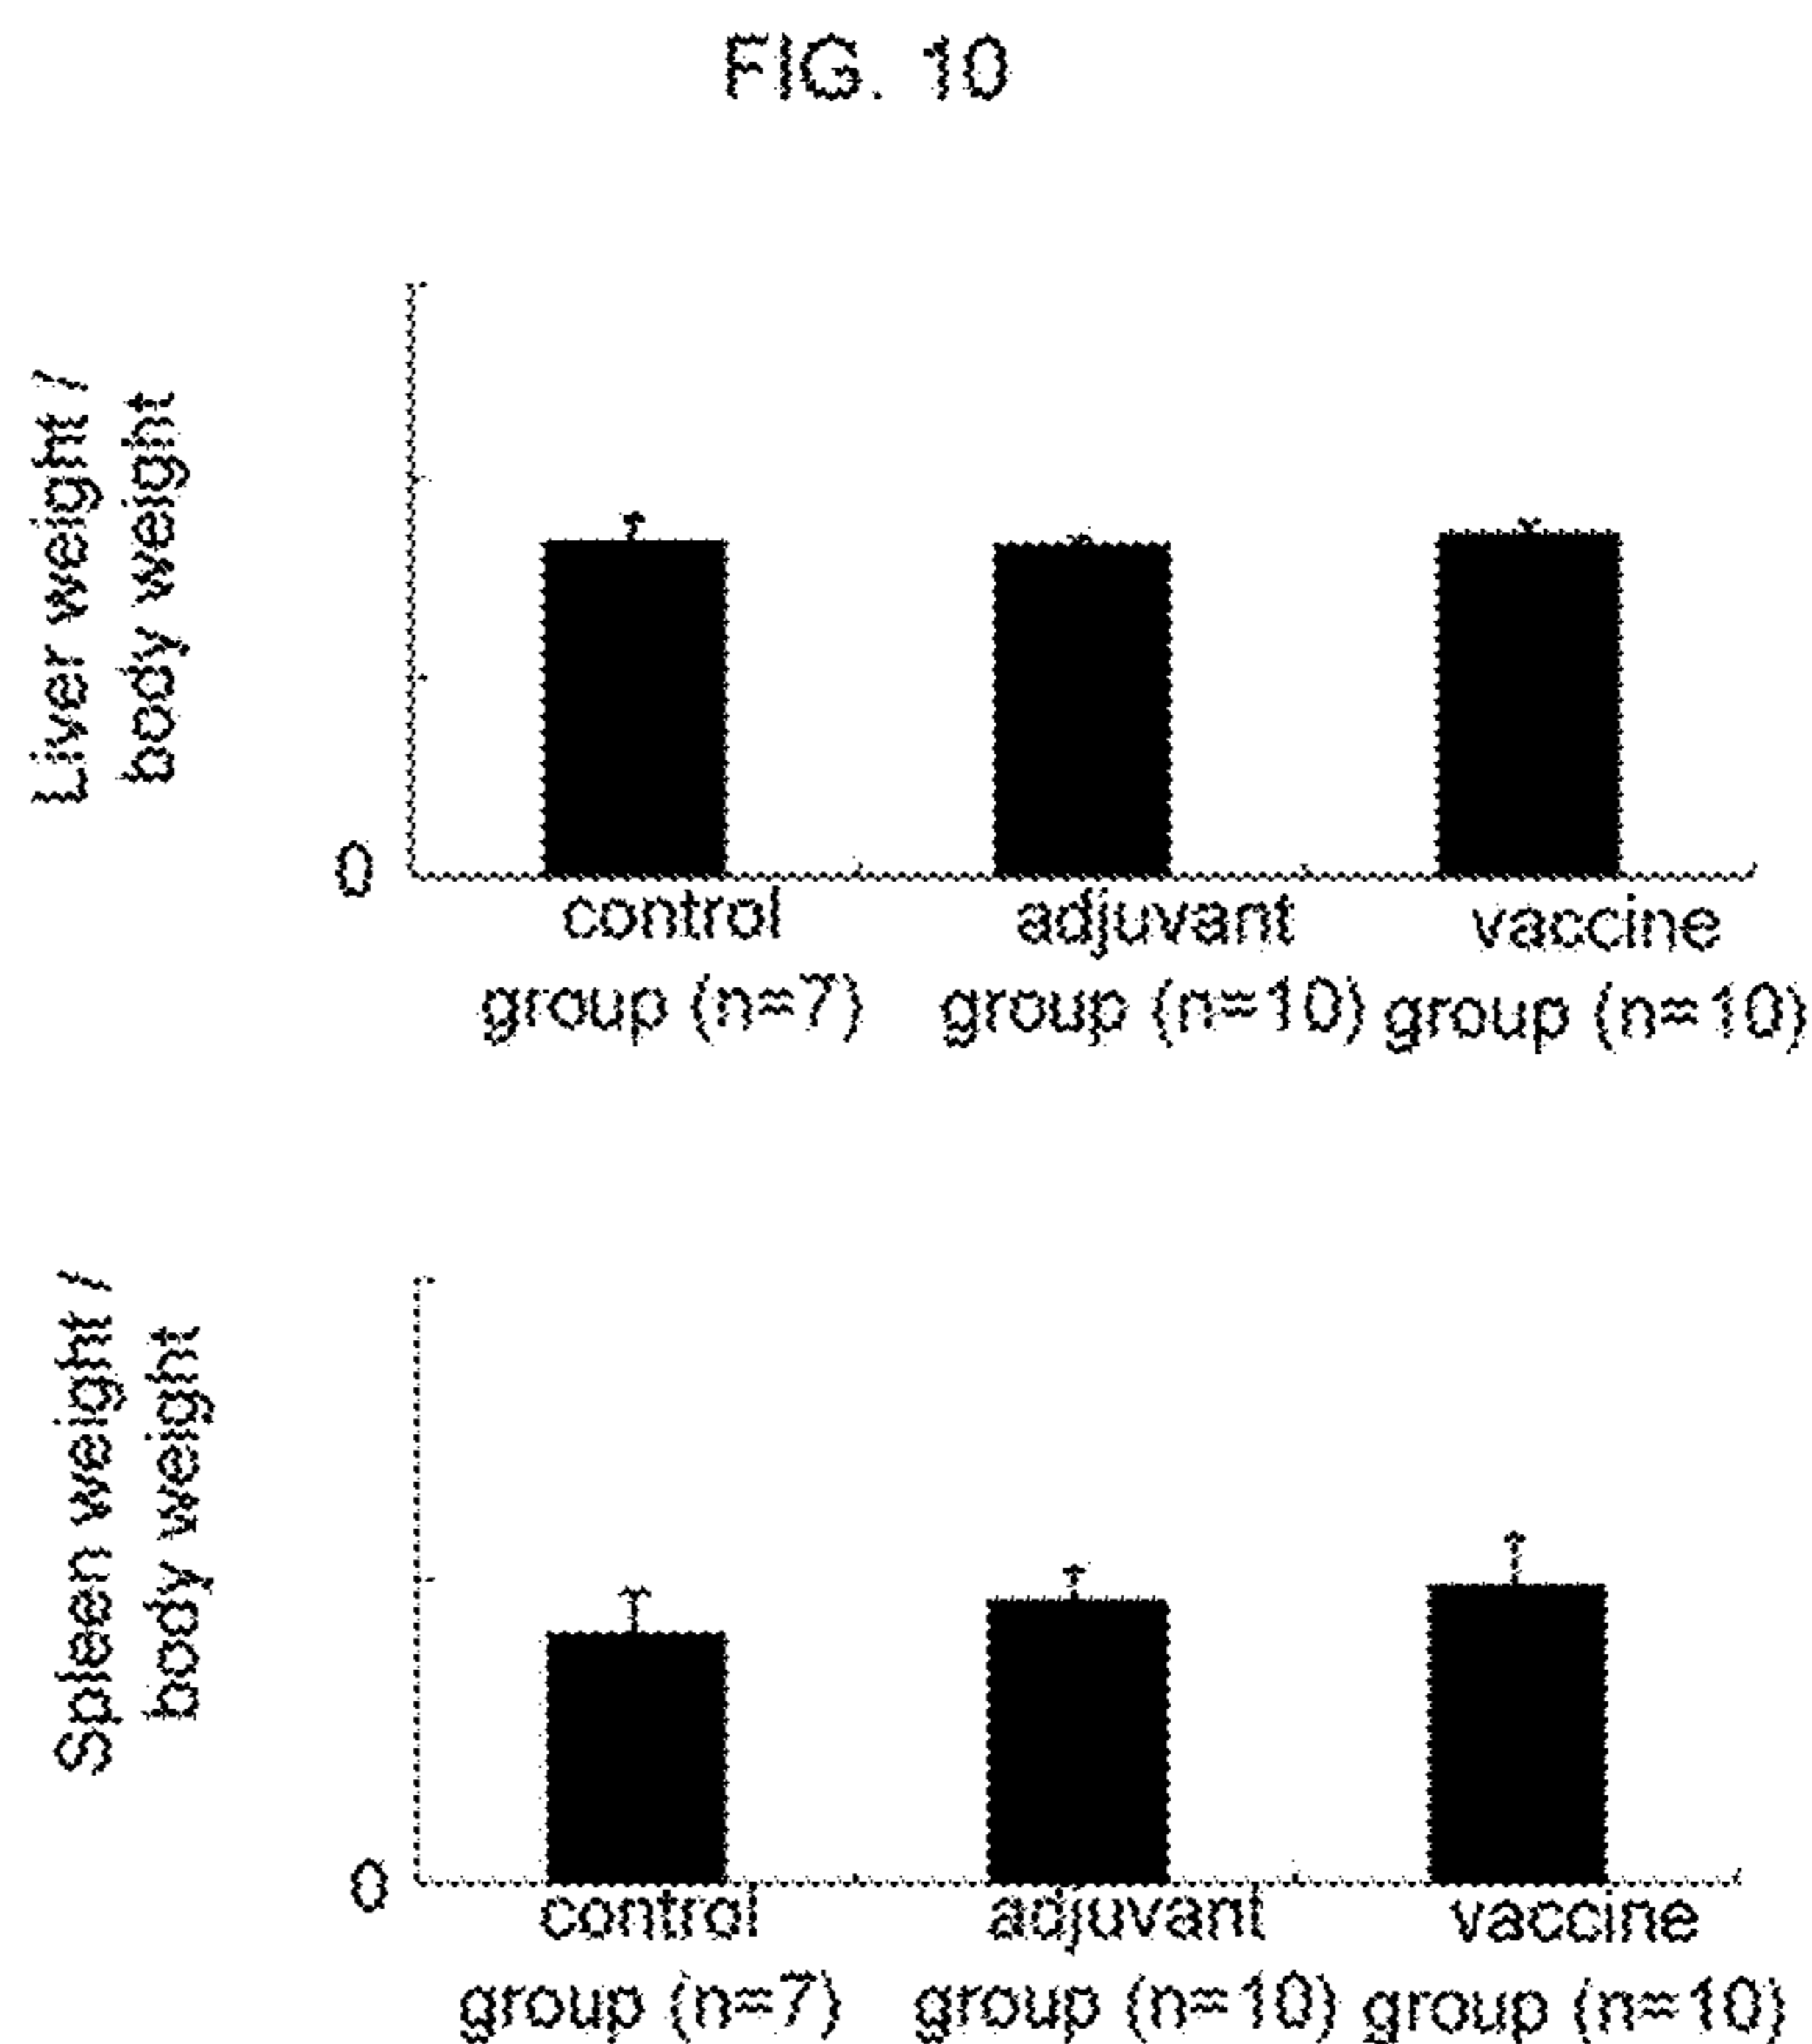 FIG. 10
Liver weight /
body weight
0
control adjuvant vaccine
group (n=7) group (n=10) group (n=10)
Spleen weight /
body weight
0
control adjuvant vaccine
group (n=7) group (n=10) group (n=10)